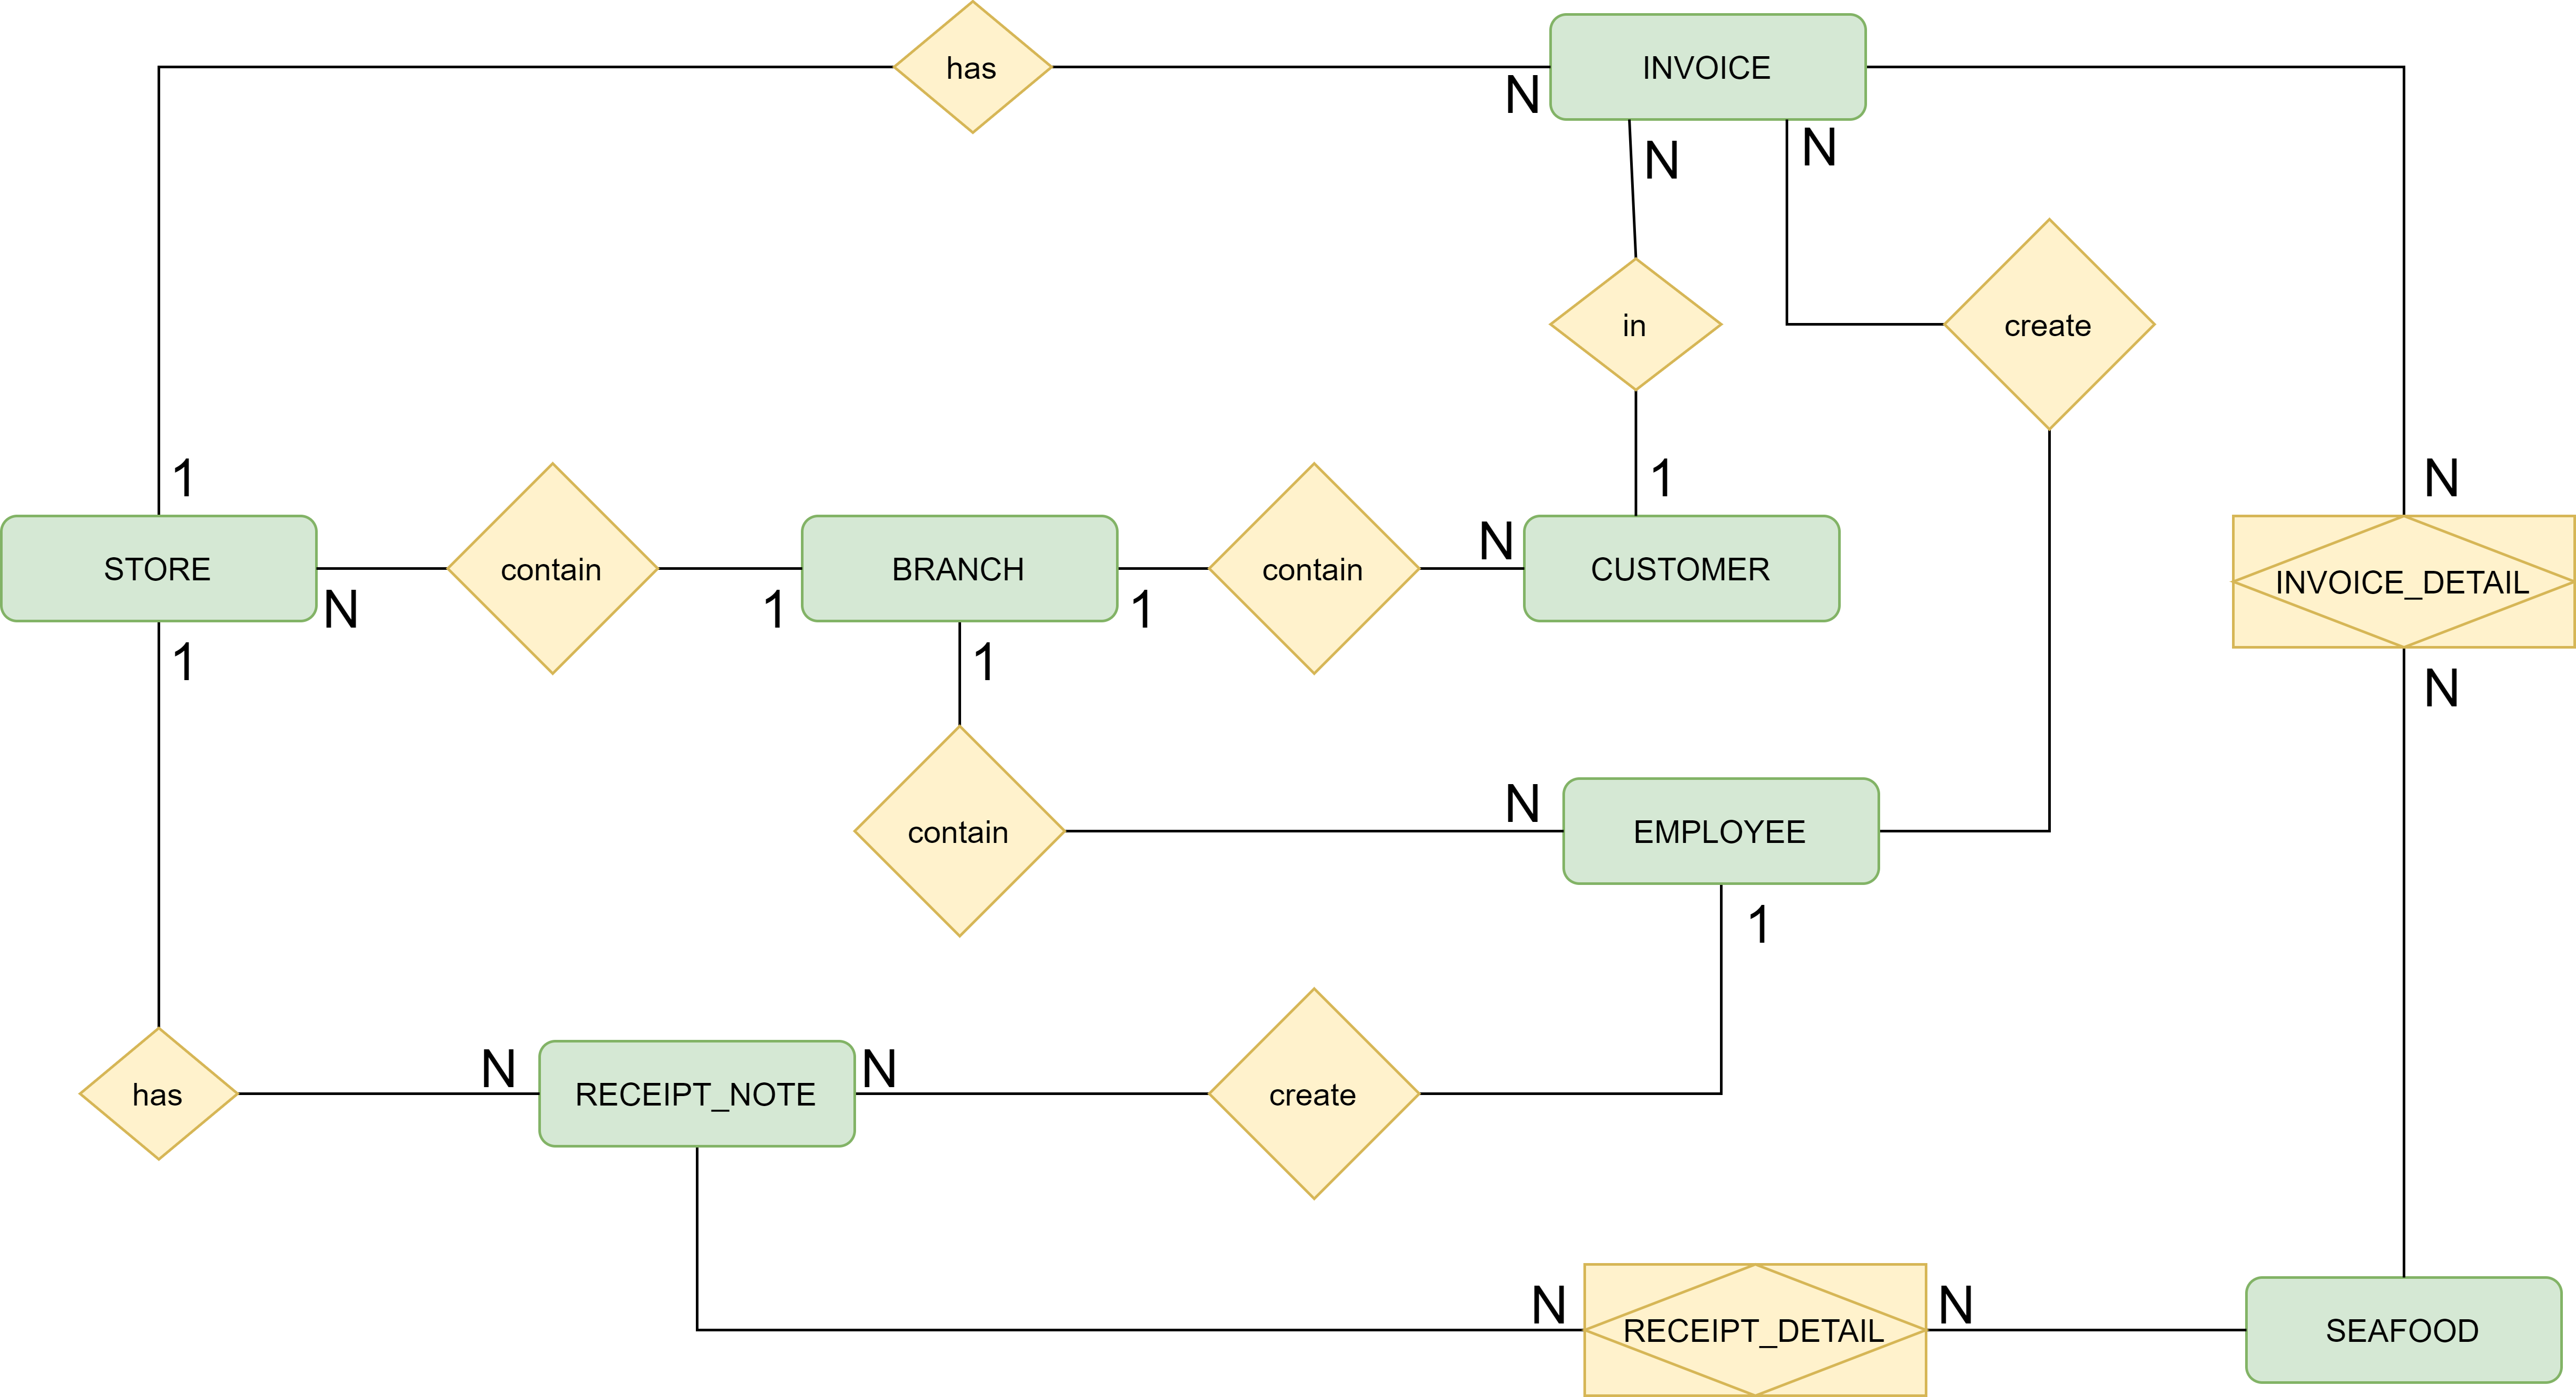 has
INVOICE
N
N
N
in
create
1
1
N
STORE
contain
BRANCH
contain
N
CUSTOMER
INVOICE_DETAIL
N
1
1
1
1
N
contain
N
EMPLOYEE
1
has
N
RECEIPT_NOTE
N
create
N
RECEIPT_DETAIL
N
SEAFOOD